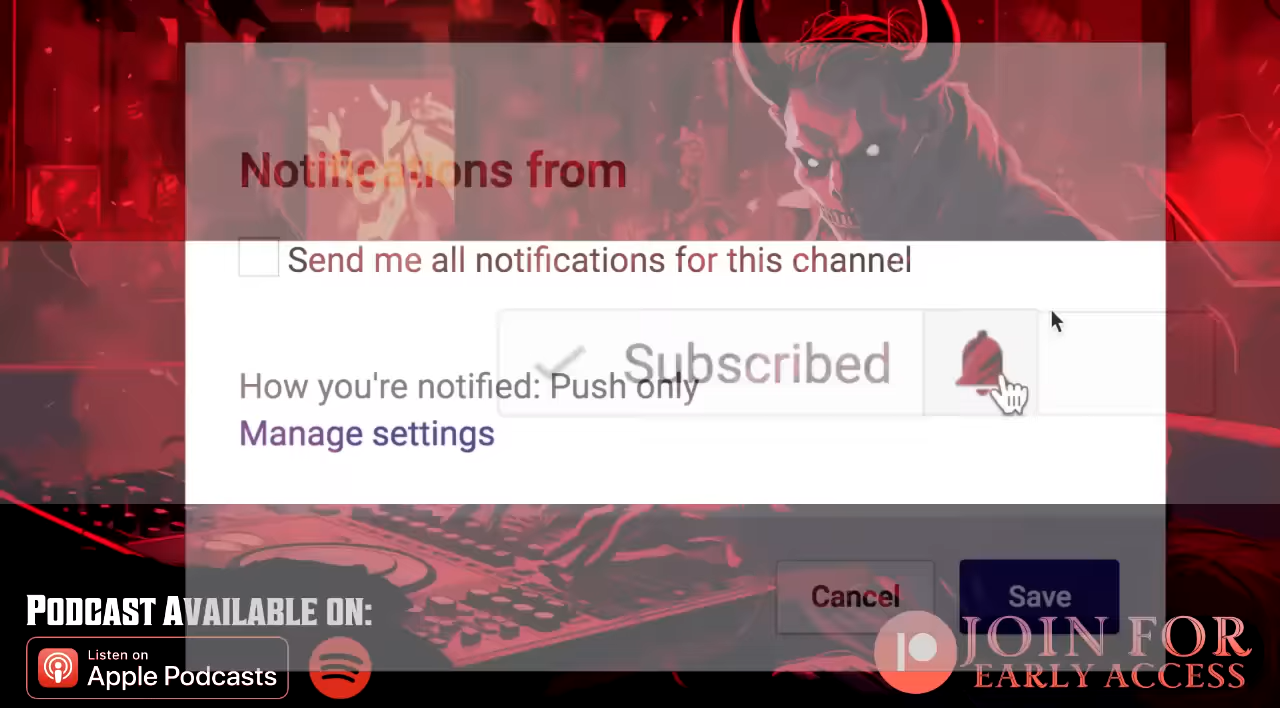 Notifications from
Send me all notifications for this channel
Subscribed
How you're notified: Push only
Manage settings
Cancel
Save
PODCAST AVAILABLE ON:
Listen on
Apple Podcasts
JOIN FOR
EARLY ACCESS